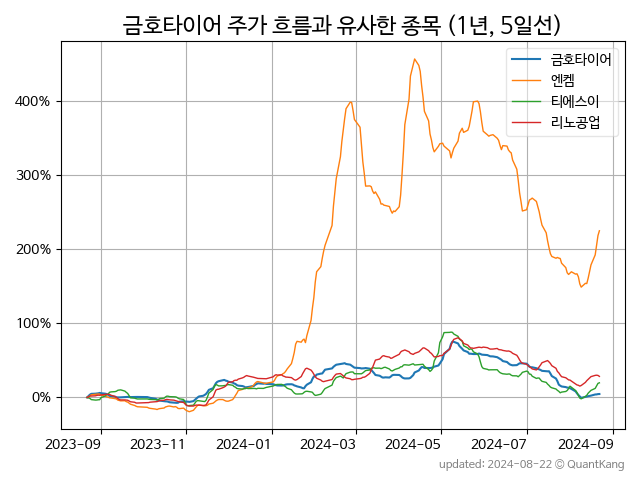 금호타이어 주가 흐름과 유사한 종목 (1년, 5일선)
금호타이어
엔켐
티에스이
리노공업
400%
300%
200%
100%
0%
2023-09 2023-11 2024-01 2024-03 2024-05 2024-07 2024-09
updated: 2024-08-22 © QuantKang